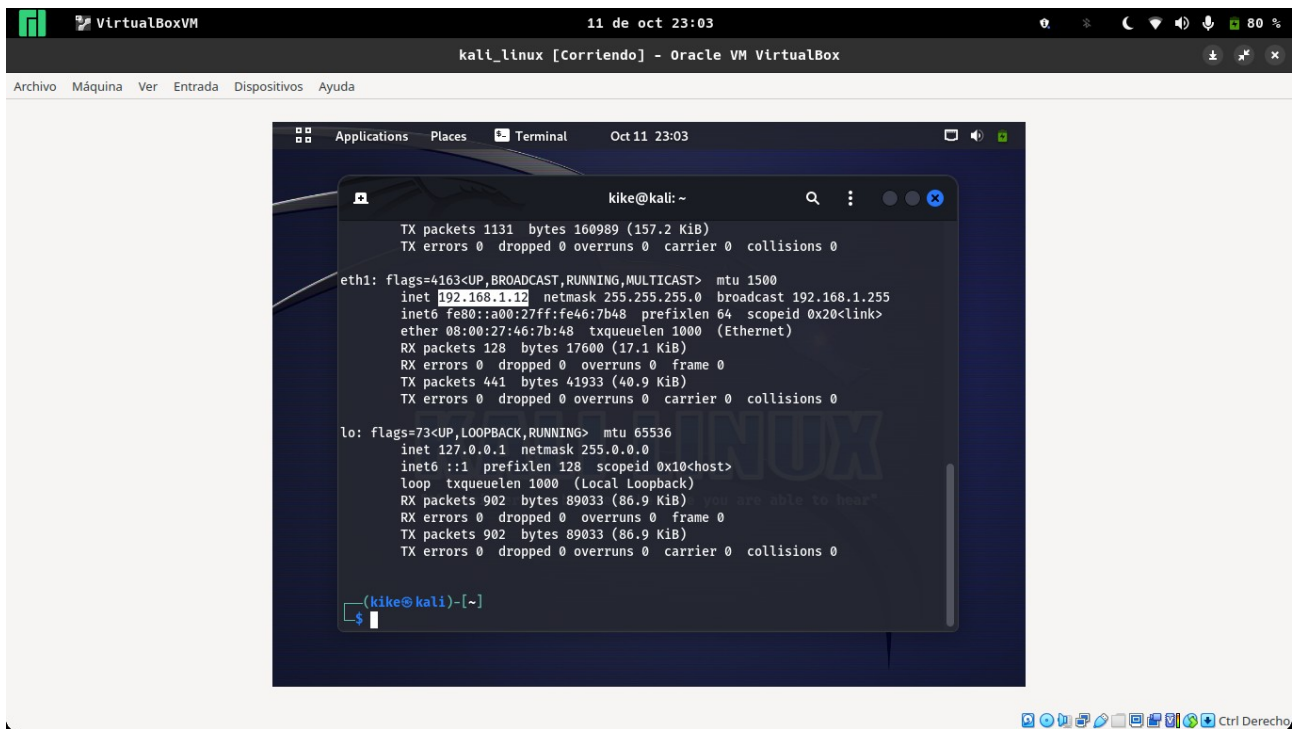 VirtualBoxVM 11 de oct 23:03 80 %
kali_linux [Corriendo] - Oracle VM VirtualBox
Archivo Máquina Ver Entrada Dispositivos Ayuda
Applications Places Terminal Oct 11 23:03
kike@kali: ~
TX packets 1131 bytes 160989 (157.2 KiB)
TX errors 0 dropped 0 overruns 0 carrier 0 collisions 0
eth1: flags=4163<UP,BROADCAST,RUNNING,MULTICAST> mtu 1500
inet 192.168.1.12 netmask 255.255.255.0 broadcast 192.168.1.255
inet6 fe80::a00:27ff:fe46:7b48 prefixlen 64 scopeid 0x20<link>
ether 08:00:27:46:7b:48 txqueuelen 1000 (Ethernet)
RX packets 128 bytes 17600 (17.1 KiB)
RX errors 0 dropped 0 overruns 0 frame 0
TX packets 441 bytes 41933 (40.9 KiB)
TX errors 0 dropped 0 overruns 0 carrier 0 collisions 0
lo: flags=73<UP,LOOPBACK,RUNNING> mtu 65536
inet 127.0.0.1 netmask 255.0.0.0
inet6 ::1 prefixlen 128 scopeid 0x10<host>
loop txqueuelen 1000 (Local Loopback)
RX packets 902 bytes 89033 (86.9 KiB)
RX errors 0 dropped 0 overruns 0 frame 0
TX packets 902 bytes 89033 (86.9 KiB)
TX errors 0 dropped 0 overruns 0 carrier 0 collisions 0
KALI LINUX
you are able to hear"
(kike㉿kali)-[~]
$
Ctrl Derecho